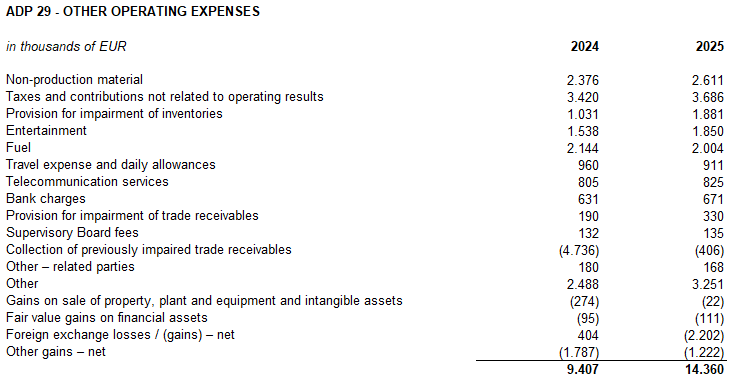 ADP 29 - OTHER OPERATING EXPENSES
in thousands of EUR 2024 2025
Non-production material 2.376 2.611
Taxes and contributions not related to operating results 3.420 3.686
Provision for impairment of inventories 1.031 1.881
Entertainment 1.538 1.850
Fuel 2.144 2.004
Travel expense and daily allowances 960 911
Telecommunication services 805 825
Bank charges 631 671
Provision for impairment of trade receivables 190 330
Supervisory Board fees 132 135
Collection of previously impaired trade receivables (4.736) (406)
Other – related parties 180 168
Other 2.488 3.251
Gains on sale of property, plant and equipment and intangible assets (274) (22)
Fair value gains on financial assets (95) (111)
Foreign exchange losses / (gains) – net 404 (2.202)
Other gains – net (1.787) (1.222)
9.407 14.360